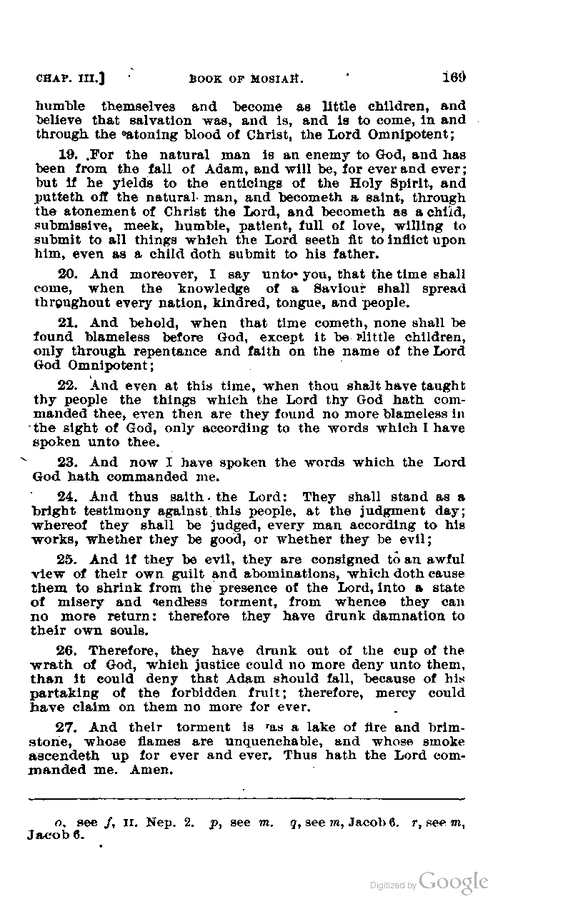 CHAP. III.] BOOK OF MOSIAH. 169
humble themselves and become as little children, and
believe that salvation was, and is, and is to come, in and
through the ᵒatoning blood of Christ, the Lord Omnipotent;
19. For the natural man is an enemy to God, and has
been from the fall of Adam, and will be, for ever and ever;
but if he yields to the enticings of the Holy Spirit, and
putteth off the natural man, and becometh a saint, through
the atonement of Christ the Lord, and becometh as a child,
submissive, meek, humble, patient, full of love, willing to
submit to all things which the Lord seeth fit to inflict upon
him, even as a child doth submit to his father.
20. And moreover, I say unto you, that the time shall
come, when the knowledge of a Saviour shall spread
throughout every nation, kindred, tongue, and people.
21. And behold, when that time cometh, none shall be
found blameless before God, except it be ᵖlittle children,
only through repentance and faith on the name of the Lord
God Omnipotent;
22. And even at this time, when thou shalt have taught
thy people the things which the Lord thy God hath com-
manded thee, even then are they found no more blameless in
the sight of God, only according to the words which I have
spoken unto thee.
23. And now I have spoken the words which the Lord
God hath commanded me.
24. And thus saith the Lord: They shall stand as a
bright testimony against this people, at the judgment day;
whereof they shall be judged, every man according to his
works, whether they be good, or whether they be evil;
25. And if they be evil, they are consigned to an awful
view of their own guilt and abominations, which doth cause
them to shrink from the presence of the Lord, into a state
of misery and qendless torment, from whence they can
no more return: therefore they have drunk damnation to
their own souls.
26. Therefore, they have drunk out of the cup of the
wrath of God, which justice could no more deny unto them,
than it could deny that Adam should fall, because of his
partaking of the forbidden fruit; therefore, mercy could
have claim on them no more for ever.
27. And their torment is ʳas a lake of fire and brim-
stone, whose flames are unquenchable, and whose smoke
ascendeth up for ever and ever. Thus hath the Lord com-
manded me. Amen.
o, see f, II. Nep. 2. p, see m. q, see m, Jacob 6. r, see m,
Jacob 6.
Digitized by Google